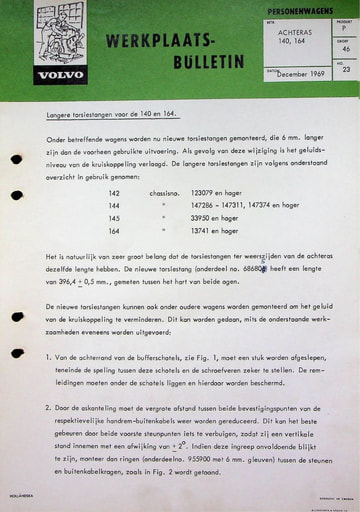 PERSONENWAGENS
VOLVO
WERKPLAATS-
BULLETIN
BETR.
ACHTERAS
140, 164
DATUM
December 1969
PRODUKT
P
GROEP
46
NO.
23
Langere torsiestangen voor de 140 en 164.
Onder betreffende wagens worden nu nieuwe torsiestangen gemonteerd, die 6 mm. langer
zijn dan de voorheen gebruikte uitvoering. Als gevolg van deze wijziging is het geluids-
niveau van de kruiskoppeling verlaagd. De langere torsiestangen zijn volgens onderstaand
overzicht in gebruik genomen:
142 chassisno. 123079 en hoger
144 " 147286 - 147311, 147374 en hoger
145 " 33950 en hoger
164 " 13741 en hoger
Het is natuurlijk van zeer groot belang dat de torsiestangen ter weerszijden van de achteras
dezelfde lengte hebben. De nieuwe torsiestang (onderdeel no. heeft een lengte
van 396,4 ± 0,5 mm., gemeten tussen het hart van beide ogen.
De nieuwe torsiestangen kunnen ook onder oudere wagens worden gemonteerd om het geluid
van de kruiskoppeling te verminderen. Dit kan worden gedaan, mits de onderstaande werk-
zaamheden eveneens worden uitgevoerd:
1. Van de achterrand van de bufferschotels, zie Fig. 1, moet een stuk worden afgeslepen,
teneinde de speling tussen deze schotels en de schroefveren zeker te stellen. De rem-
leidingen moeten onder de schotels liggen en hierdoor worden beschermd.
2. Door de askanteling moet de vergrote afstand tussen beide bevestigingspunten van de
respectievelijke handrem-buitenkabels weer worden gereduceerd. Dit kan het beste
gebeuren door beide voorste steunpunten iets te verbuigen, zodat zij een vertikale
stand innemen met een afwijking van ± 2°. Indien deze ingreep onvoldoende blijkt
te zijn, monteer dan ringen (onderdeelno. 955900 met 6 mm. gleuven) tussen de steunen
en buitenkabelkragen, zoals in Fig. 2 wordt getoond.
HOLLÄNDSKA